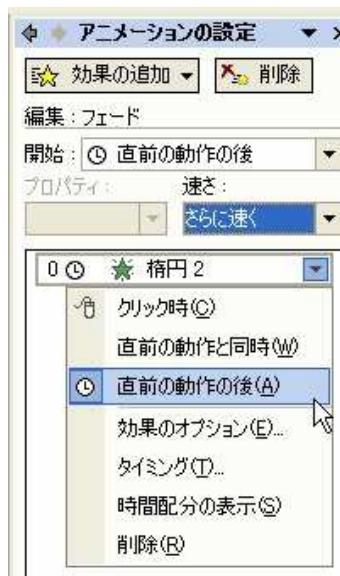 アニメーションの設定
効果の追加 削除
編集：フェード
開始： 直前の動作の後
プロパティ： 速さ：
さらに速く
0 楕円 2
クリック時(C)
直前の動作と同時(W)
直前の動作の後(A)
効果のオプション(E)...
タイミング(T)...
時間配分の表示(S)
削除(R)